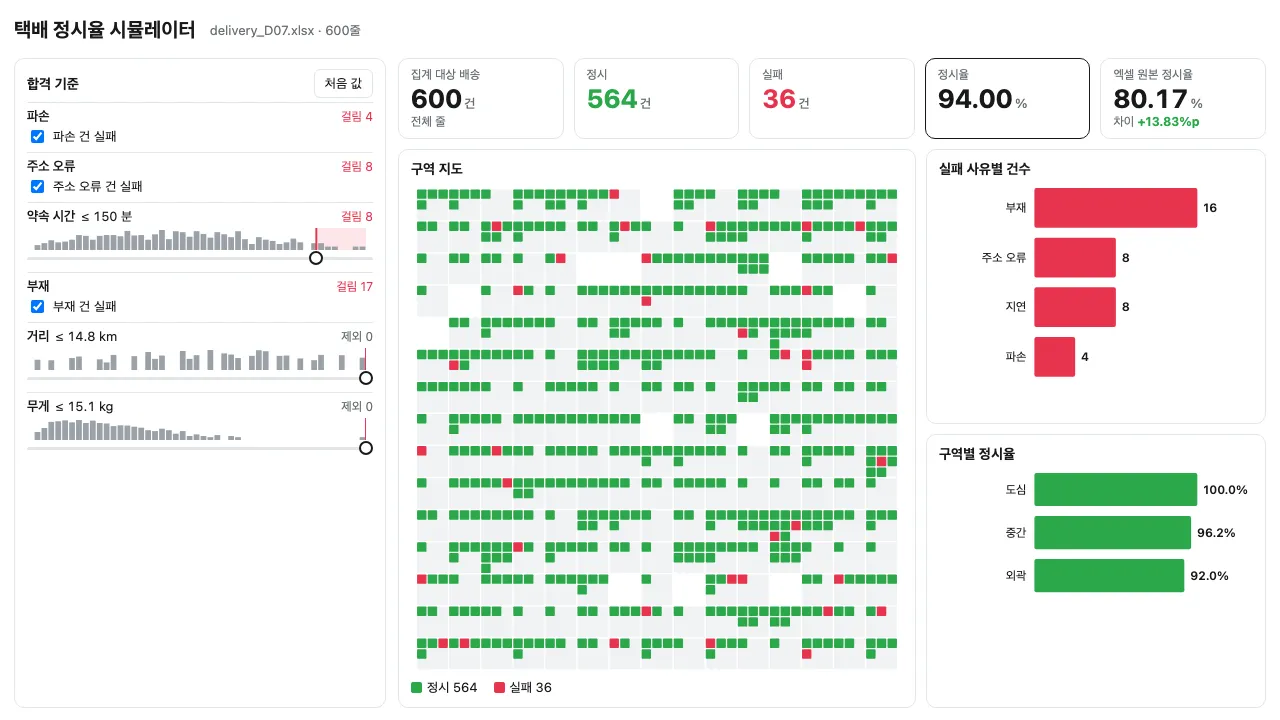 택배 정시율 시뮬레이터 delivery_D07.xlsx · 600줄
합격 기준 처음 값
파손 걸림 4
파손 건 실패
주소 오류 걸림 8
주소 오류 건 실패
약속 시간 ≤ 150 분 걸림 8
부재 걸림 17
부재 건 실패
거리 ≤ 14.8 km 제외 0
무게 ≤ 15.1 kg 제외 0
집계 대상 배송
600 건
전체 줄
정시
564 건
실패
36 건
정시율
94.00 %
엑셀 원본 정시율
80.17 %
차이 +13.83%p
구역 지도
정시 564 실패 36
실패 사유별 건수
부재 16
주소 오류 8
지연 8
파손 4
구역별 정시율
도심 100.0%
중간 96.2%
외곽 92.0%